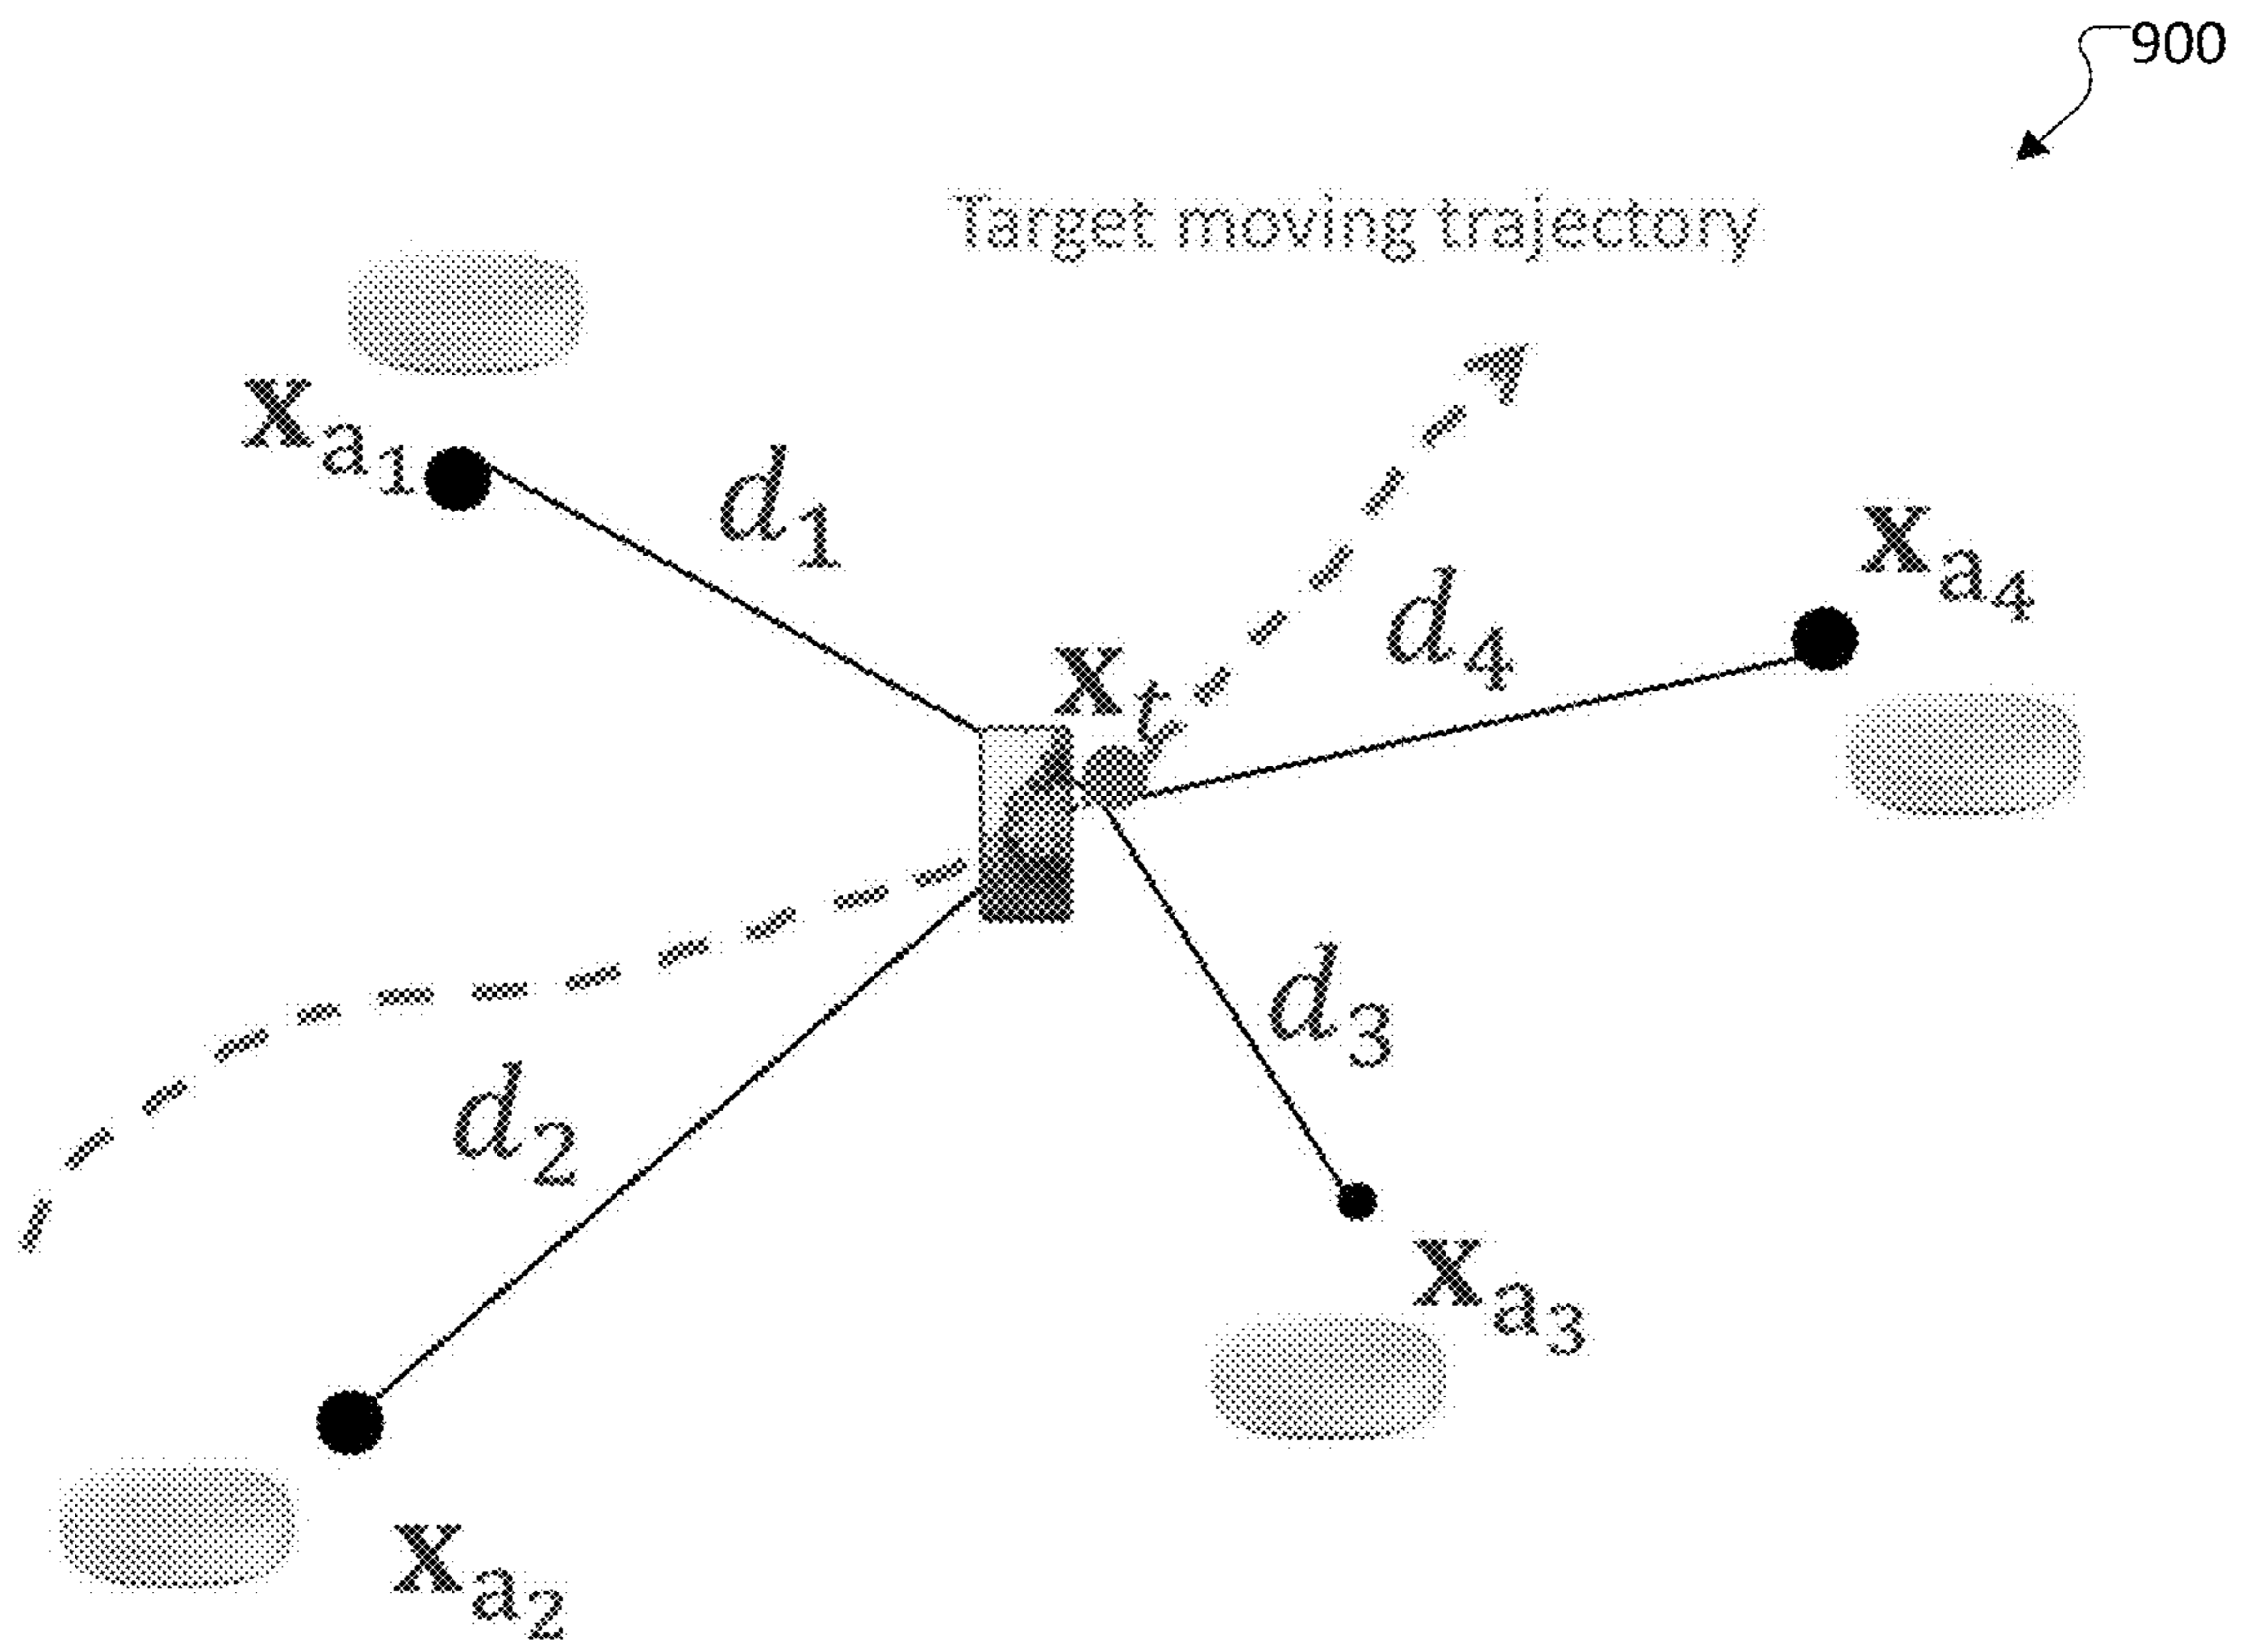 900
Target moving trajectory
x_{a_1}
d_1
x_{a_4}
d_4
x_t
d_3
d_2
x_{a_3}
x_{a_2}